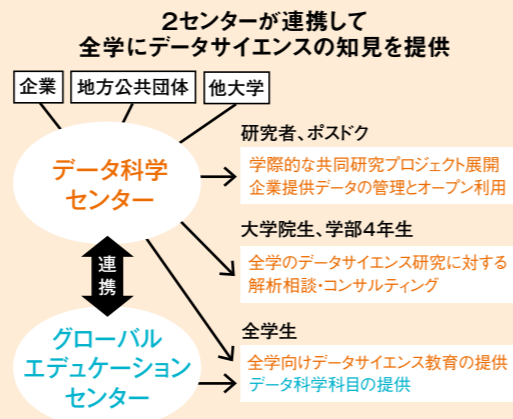 2センターが連携して
全学にデータサイエンスの知見を提供
企業
地方公共団体
他大学
データ科学
センター
連携
グローバル
エデュケーション
センター
研究者、ポスドク
学際的な共同研究プロジェクト展開
企業提供データの管理とオープン利用
大学院生、学部4年生
全学のデータサイエンス研究に対する
解析相談・コンサルティング
全学生
全学向けデータサイエンス教育の提供
データ科学科目の提供